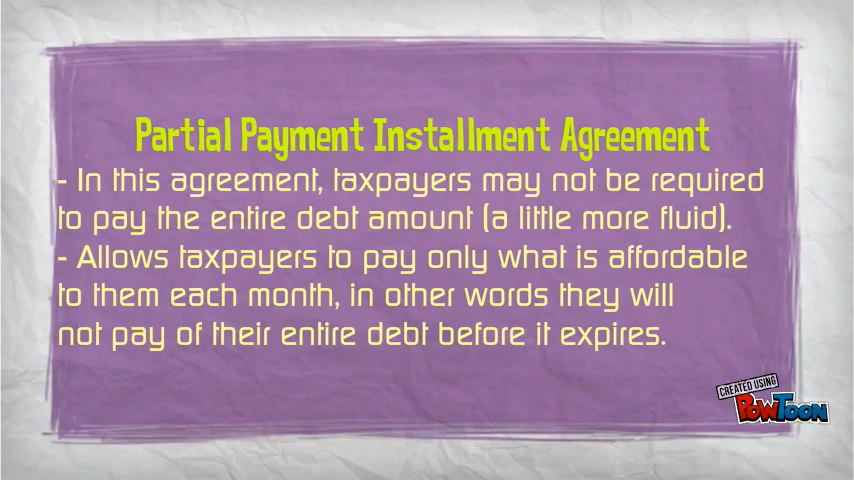 Partial Payment Installment Agreement
- In this agreement, taxpayers may not be required
to pay the entire debt amount (a little more fluid).
- Allows taxpayers to pay only what is affordable
to them each month, in other words they will
not pay of their entire debt before it expires.
CREATED USING
POWTOON